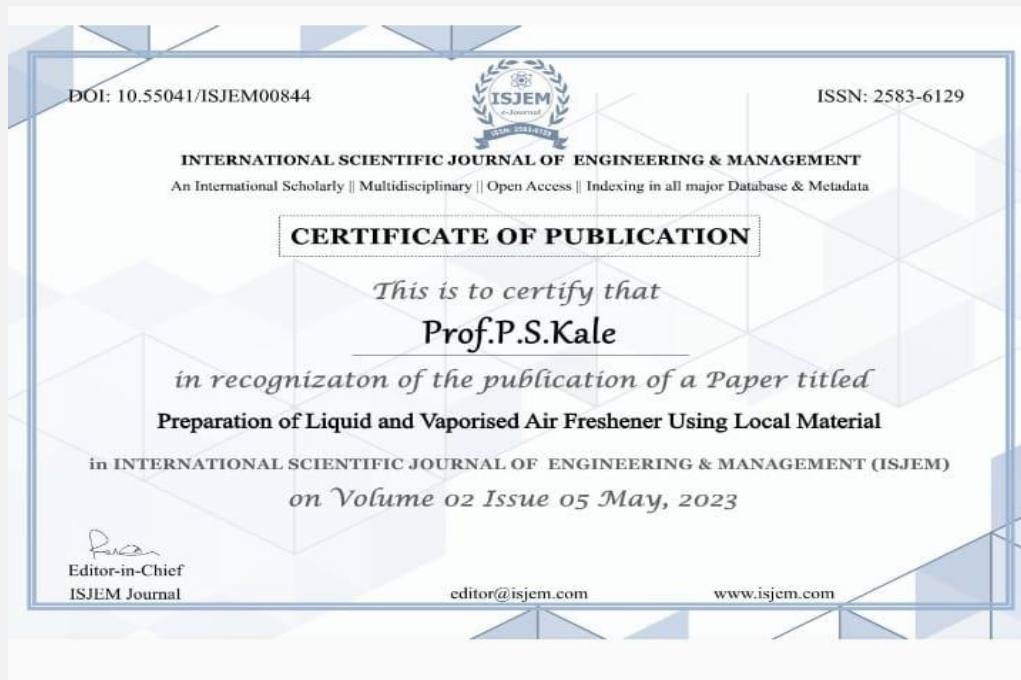 DOI: 10.55041/ISJEM00844
ISSN: 2583-6129
ISJEM
e-Journal
ISSN: 2583-6129
INTERNATIONAL SCIENTIFIC JOURNAL OF ENGINEERING & MANAGEMENT
An International Scholarly || Multidisciplinary || Open Access || Indexing in all major Database & Metadata
CERTIFICATE OF PUBLICATION
This is to certify that
Prof.P.S.Kale
in recognizaton of the publication of a Paper titled
Preparation of Liquid and Vaporised Air Freshener Using Local Material
in INTERNATIONAL SCIENTIFIC JOURNAL OF ENGINEERING & MANAGEMENT (ISJEM)
on Volume 02 Issue 05 May, 2023
Editor-in-Chief
ISJEM Journal
editor@isjem.com
www.isjem.com